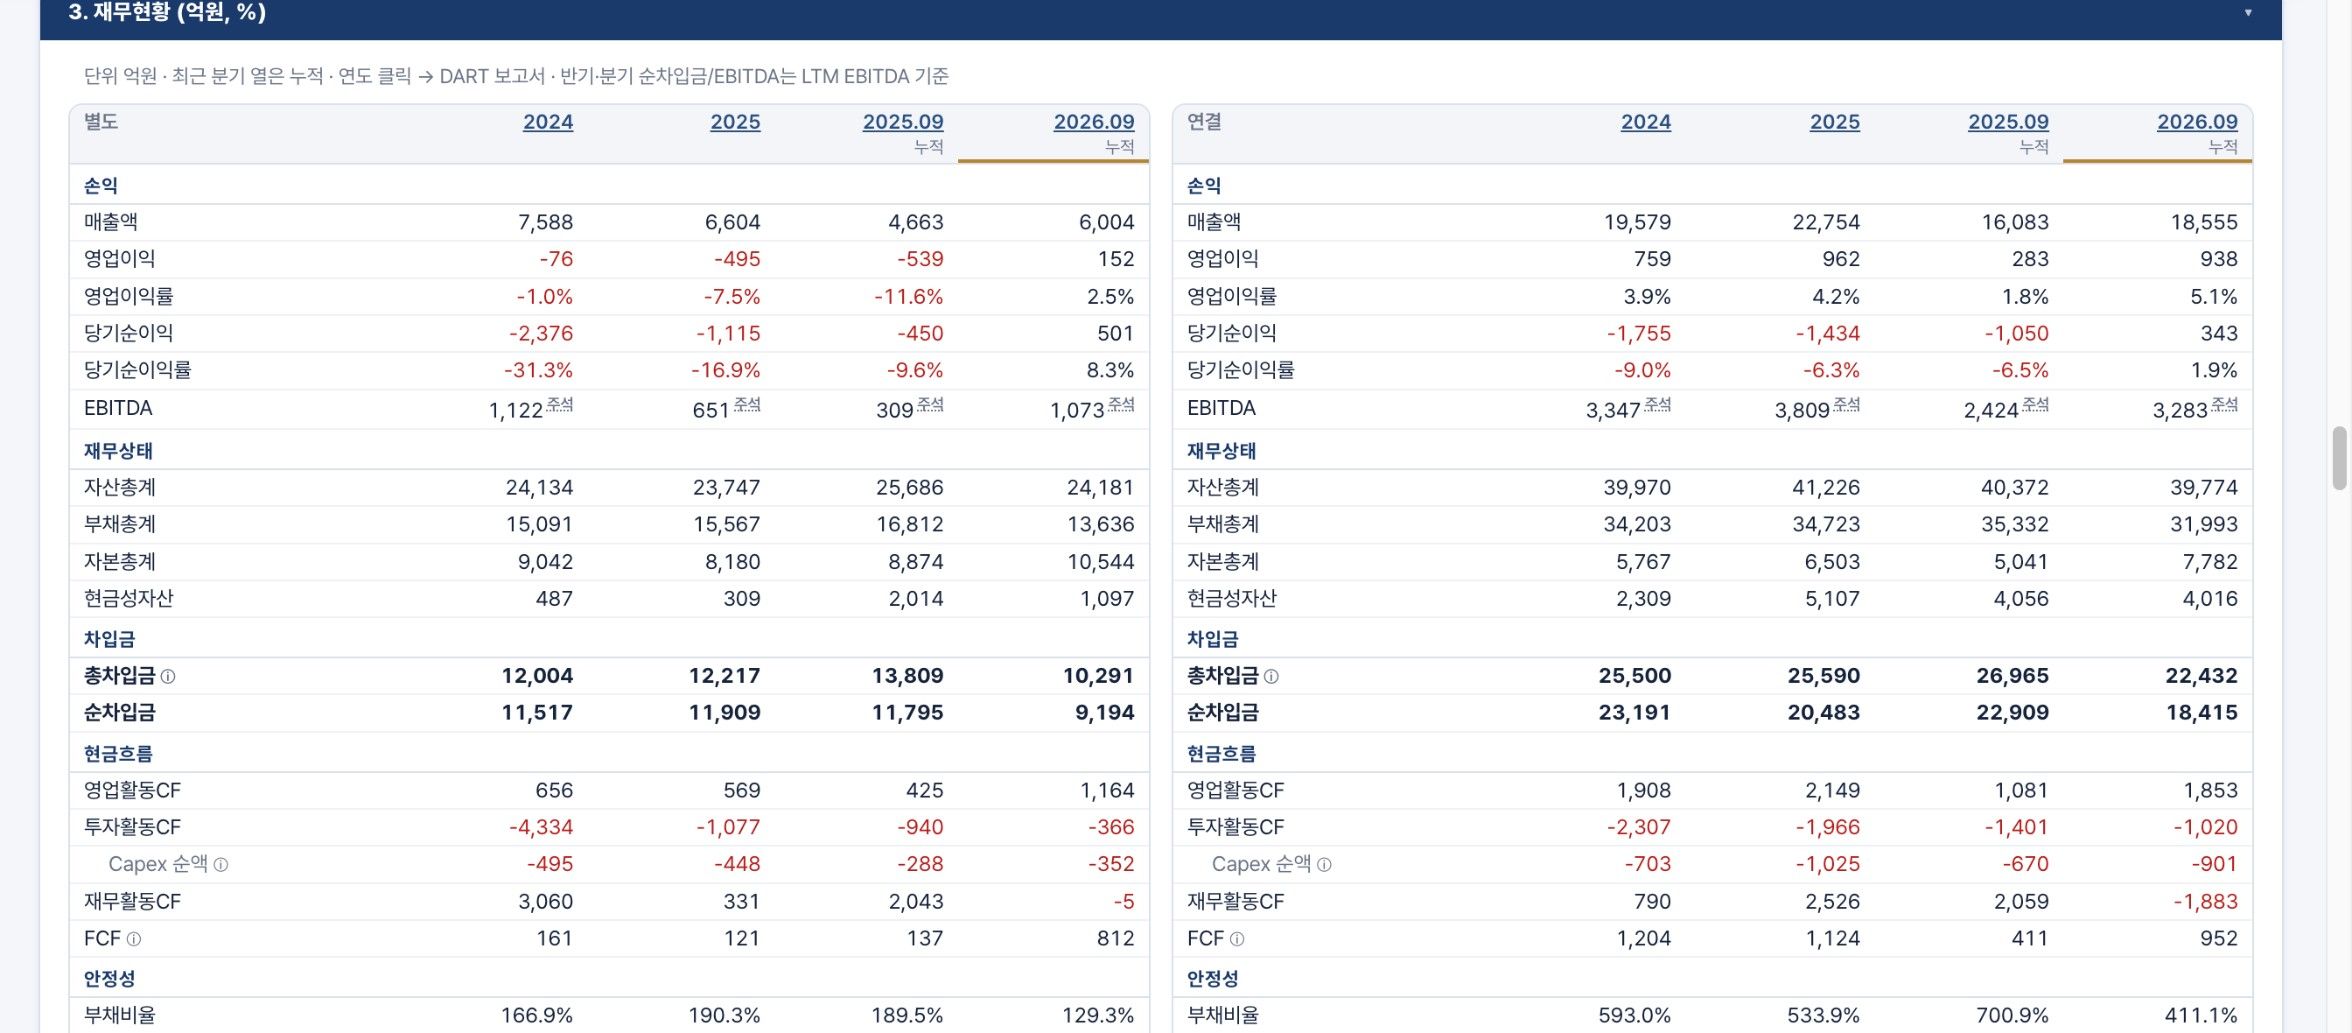 3. 재무현황 (억원, %) ▼
단위 억원 · 최근 분기 열은 누적 · 연도 클릭 → DART 보고서 · 반기·분기 순차입금/EBITDA는 LTM EBITDA 기준
별도 2024 2025 2025.09 누적 2026.09 누적
손익
매출액 7,588 6,604 4,663 6,004
영업이익 -76 -495 -539 152
영업이익률 -1.0% -7.5% -11.6% 2.5%
당기순이익 -2,376 -1,115 -450 501
당기순이익률 -31.3% -16.9% -9.6% 8.3%
EBITDA 1,122 주석 651 주석 309 주석 1,073 주석
재무상태
자산총계 24,134 23,747 25,686 24,181
부채총계 15,091 15,567 16,812 13,636
자본총계 9,042 8,180 8,874 10,544
현금성자산 487 309 2,014 1,097
차입금
총차입금 ⓘ 12,004 12,217 13,809 10,291
순차입금 11,517 11,909 11,795 9,194
현금흐름
영업활동CF 656 569 425 1,164
투자활동CF -4,334 -1,077 -940 -366
Capex 순액 ⓘ -495 -448 -288 -352
재무활동CF 3,060 331 2,043 -5
FCF ⓘ 161 121 137 812
안정성
부채비율 166.9% 190.3% 189.5% 129.3%
연결 2024 2025 2025.09 누적 2026.09 누적
손익
매출액 19,579 22,754 16,083 18,555
영업이익 759 962 283 938
영업이익률 3.9% 4.2% 1.8% 5.1%
당기순이익 -1,755 -1,434 -1,050 343
당기순이익률 -9.0% -6.3% -6.5% 1.9%
EBITDA 3,347 주석 3,809 주석 2,424 주석 3,283 주석
재무상태
자산총계 39,970 41,226 40,372 39,774
부채총계 34,203 34,723 35,332 31,993
자본총계 5,767 6,503 5,041 7,782
현금성자산 2,309 5,107 4,056 4,016
차입금
총차입금 ⓘ 25,500 25,590 26,965 22,432
순차입금 23,191 20,483 22,909 18,415
현금흐름
영업활동CF 1,908 2,149 1,081 1,853
투자활동CF -2,307 -1,966 -1,401 -1,020
Capex 순액 ⓘ -703 -1,025 -670 -901
재무활동CF 790 2,526 2,059 -1,883
FCF ⓘ 1,204 1,124 411 952
안정성
부채비율 593.0% 533.9% 700.9% 411.1%